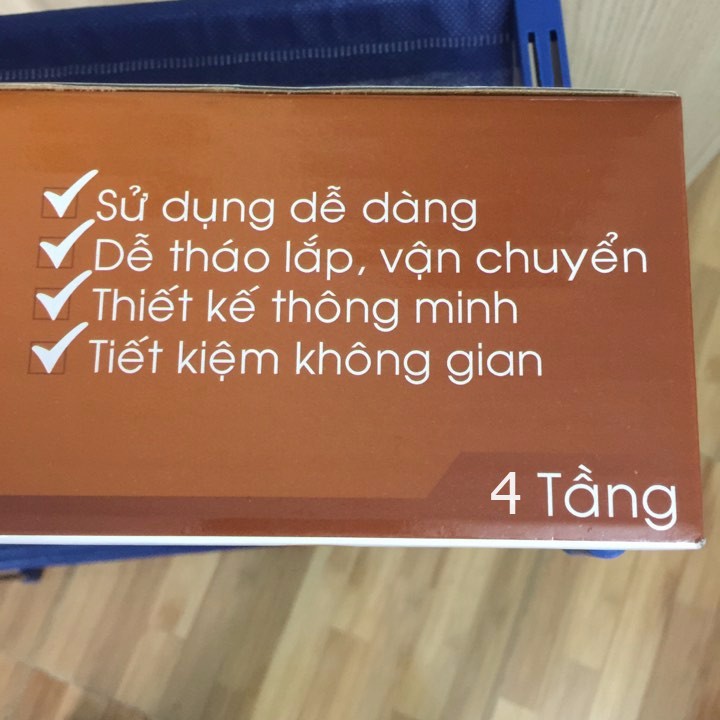 Sử dụng dễ dàng
Dễ tháo lắp, vận chuyển
Thiết kế thông minh
Tiết kiệm không gian
4 Tầng